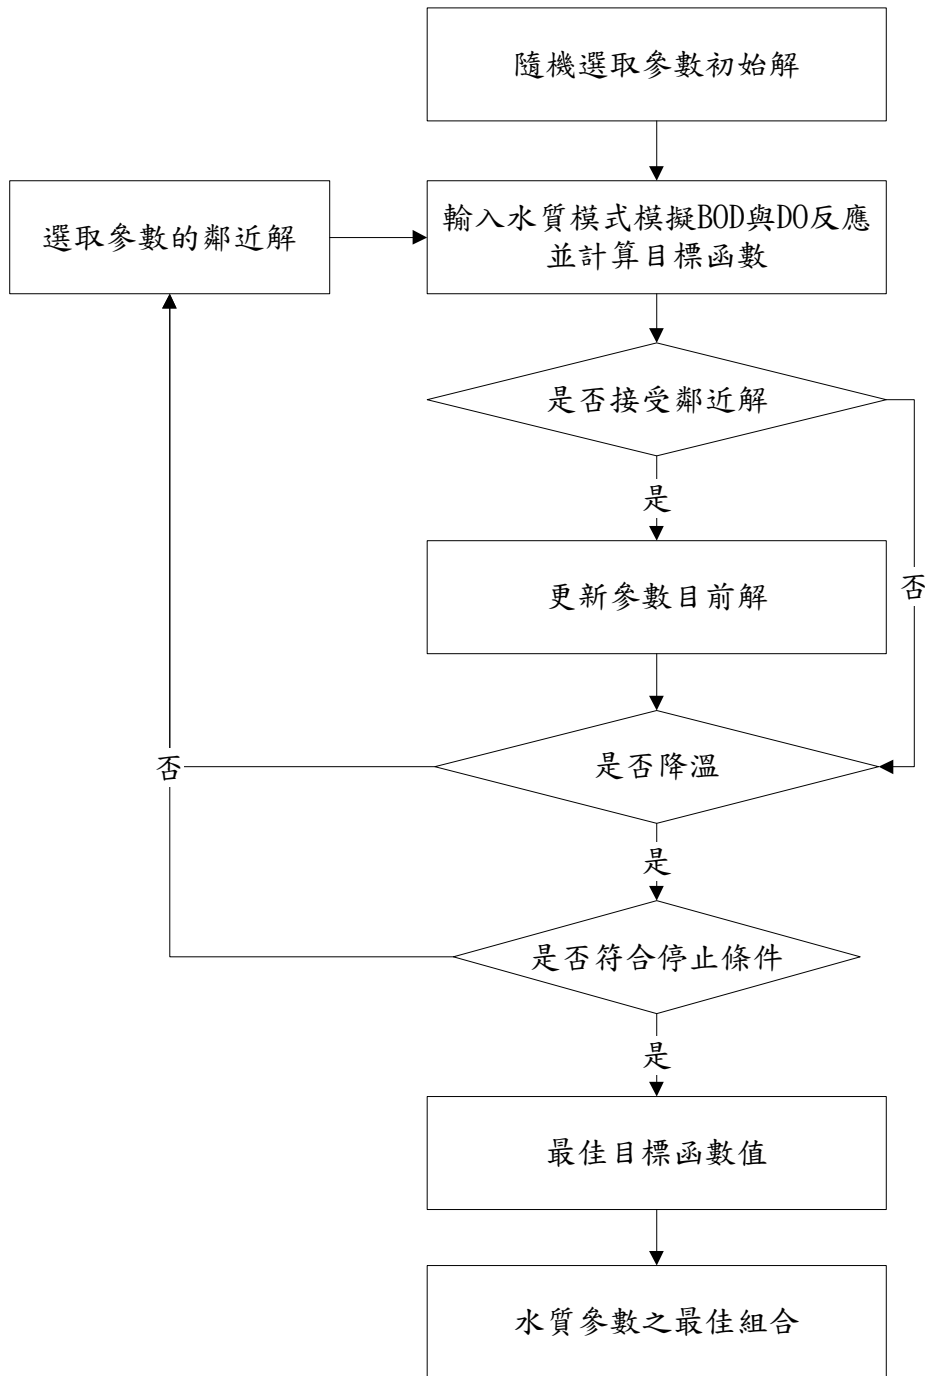 隨機選取參數初始解
選取參數的鄰近解
輸入水質模式模擬BOD與DO反應
並計算目標函數
是否接受鄰近解
是
更新參數目前解
否
是否降溫
否
是
是否符合停止條件
是
最佳目標函數值
水質參數之最佳組合